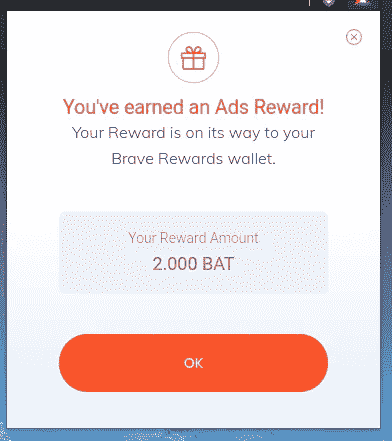 You've earned an Ads Reward!
Your Reward is on its way to your
Brave Rewards wallet.
Your Reward Amount
2.000 BAT
OK